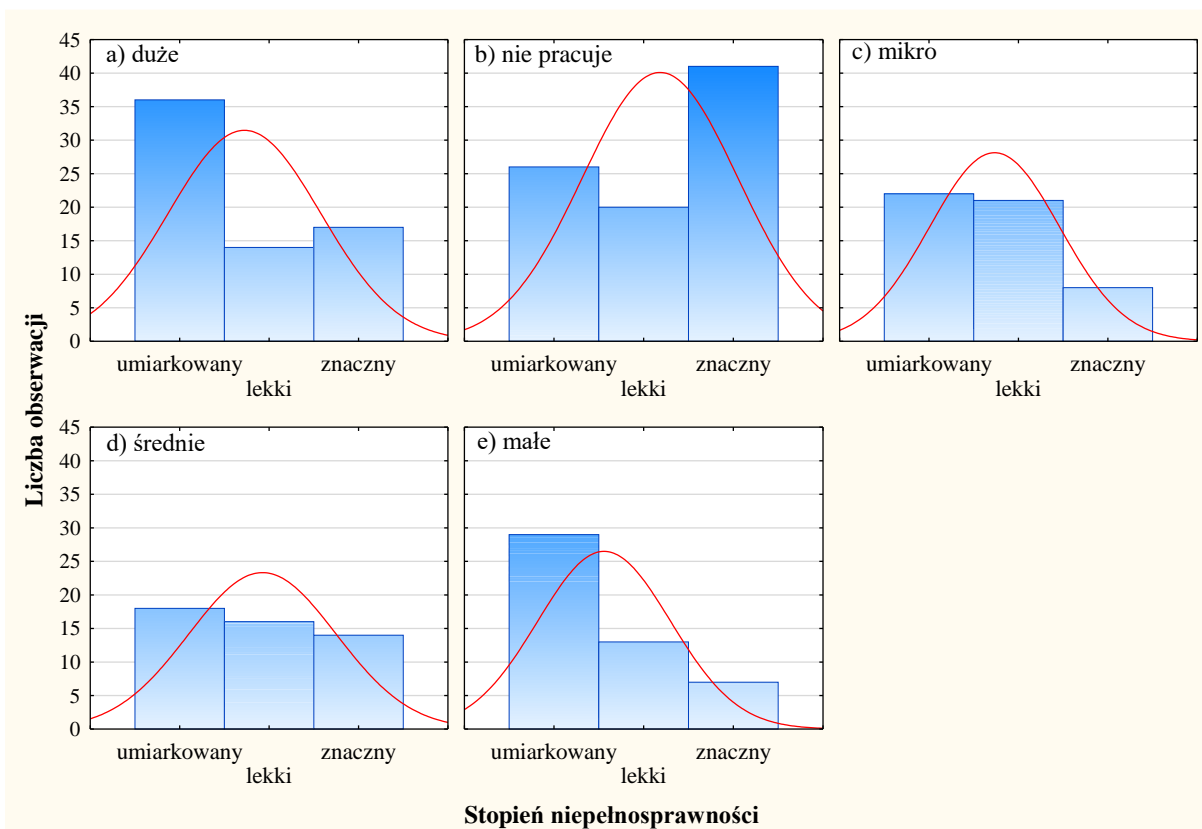 45
40
35
30
25
20
15
10
5
0
a) duże
b) nie pracuje
c) mikro
umiarkowany
znaczny
lekki
umiarkowany
znaczny
lekki
umiarkowany
znaczny
lekki
Liczba obserwacji
45
40
35
30
25
20
15
10
5
0
d) średnie
e) małe
umiarkowany
znaczny
lekki
umiarkowany
znaczny
lekki
Stopień niepełnosprawności